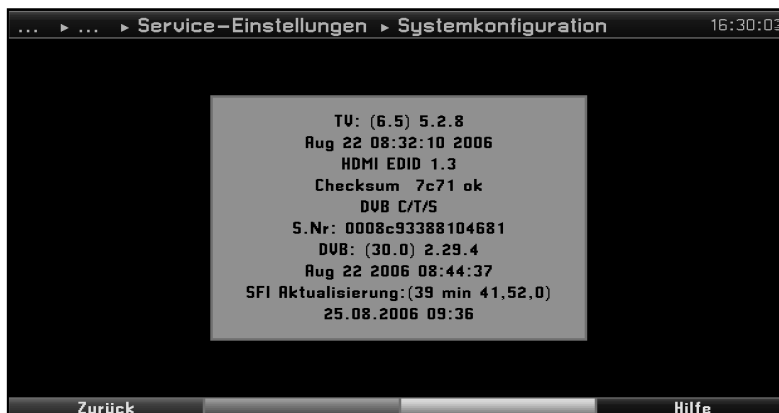 ... ▸ ... ▸ Service-Einstellungen ▸ Systemkonfiguration 16:30:03
TV: (6.5) 5.2.8
Aug 22 08:32:10 2006
HDMI EDID 1.3
Checksum 7c71 ok
DVB C/T/S
S.Nr: 0008c93388104681
DVB: (30.0) 2.29.4
Aug 22 2006 08:44:37
SFI Aktualisierung:(39 min 41,52,0)
25.08.2006 09:36
Zurück Hilfe